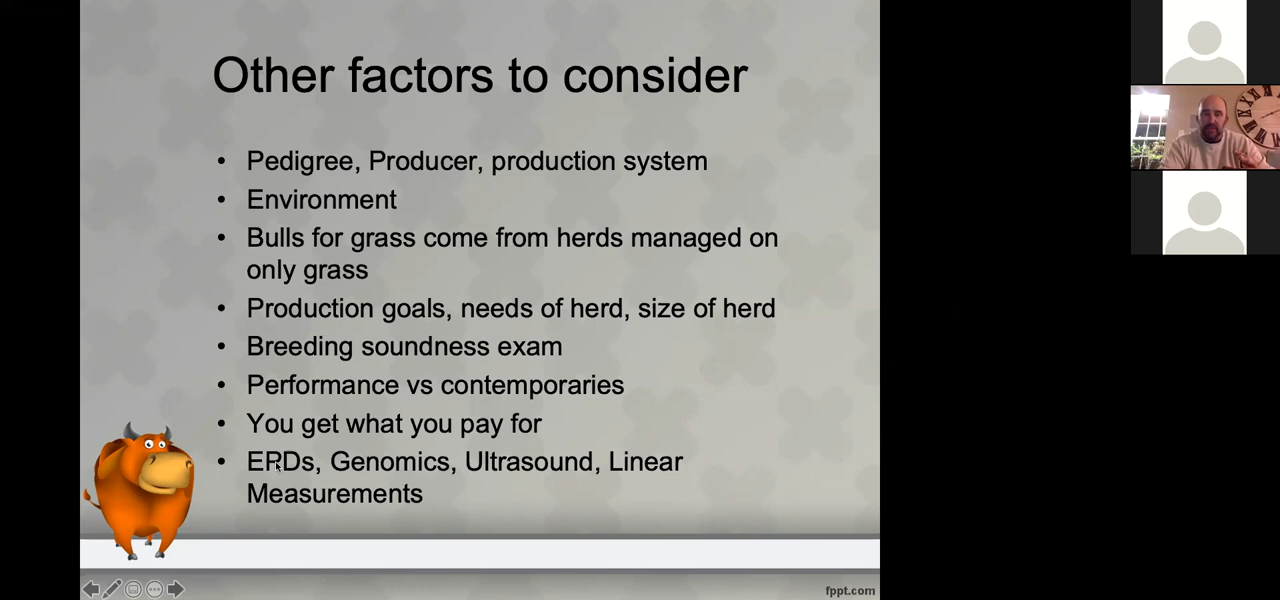 Other factors to consider
• Pedigree, Producer, production system
• Environment
• Bulls for grass come from herds managed on
only grass
• Production goals, needs of herd, size of herd
• Breeding soundness exam
• Performance vs contemporaries
• You get what you pay for
• EPDs, Genomics, Ultrasound, Linear
Measurements
fppt.com